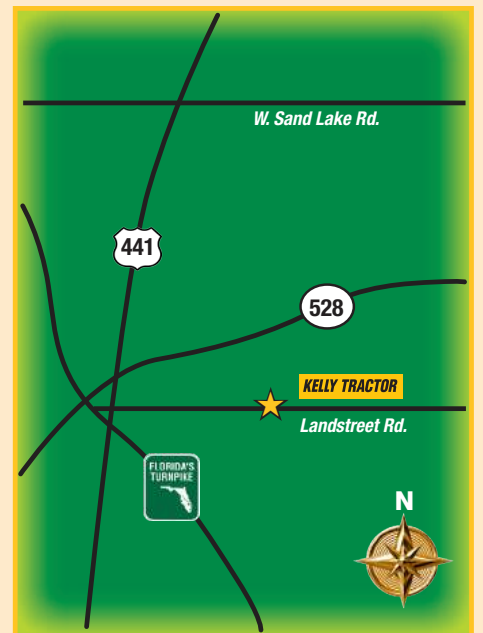 W. Sand Lake Rd.
441
528
KELLY TRACTOR
Landstreet Rd.
FLORIDA'S
TURNPIKE
N